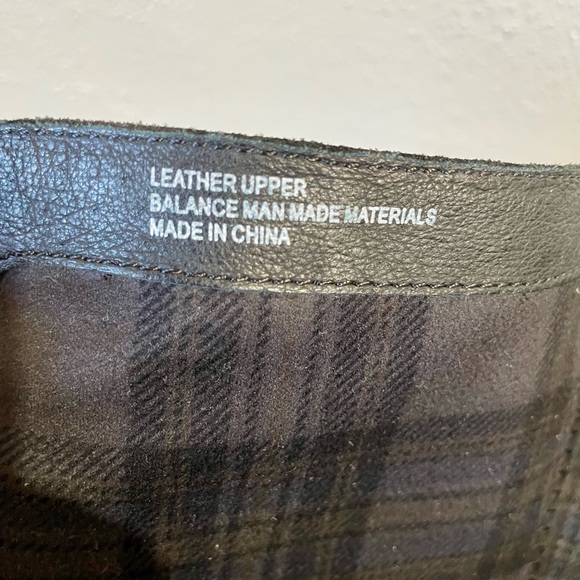 LEATHER UPPER
BALANCE MAN MADE MATERIALS
MADE IN CHINA